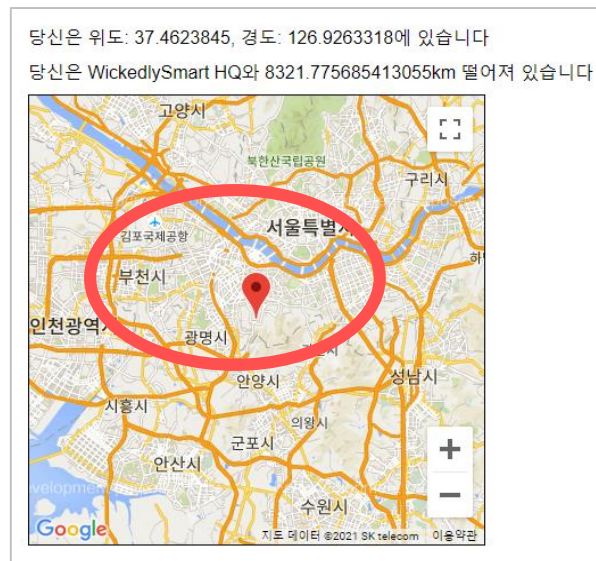 당신은 위도: 37.4623845, 경도: 126.9263318에 있습니다
당신은 WickedlySmart HQ와 8321.775685413055km 떨어져 있습니다
고양시
북한산국립공원
구리시
김포국제공항
서울특별시
부천시
인천광역시
광명시
안양시
성남시
시흥시
의왕시
군포시
안산시
수원시
Google
지도 데이터 ©2021 SK telecom 이용약관